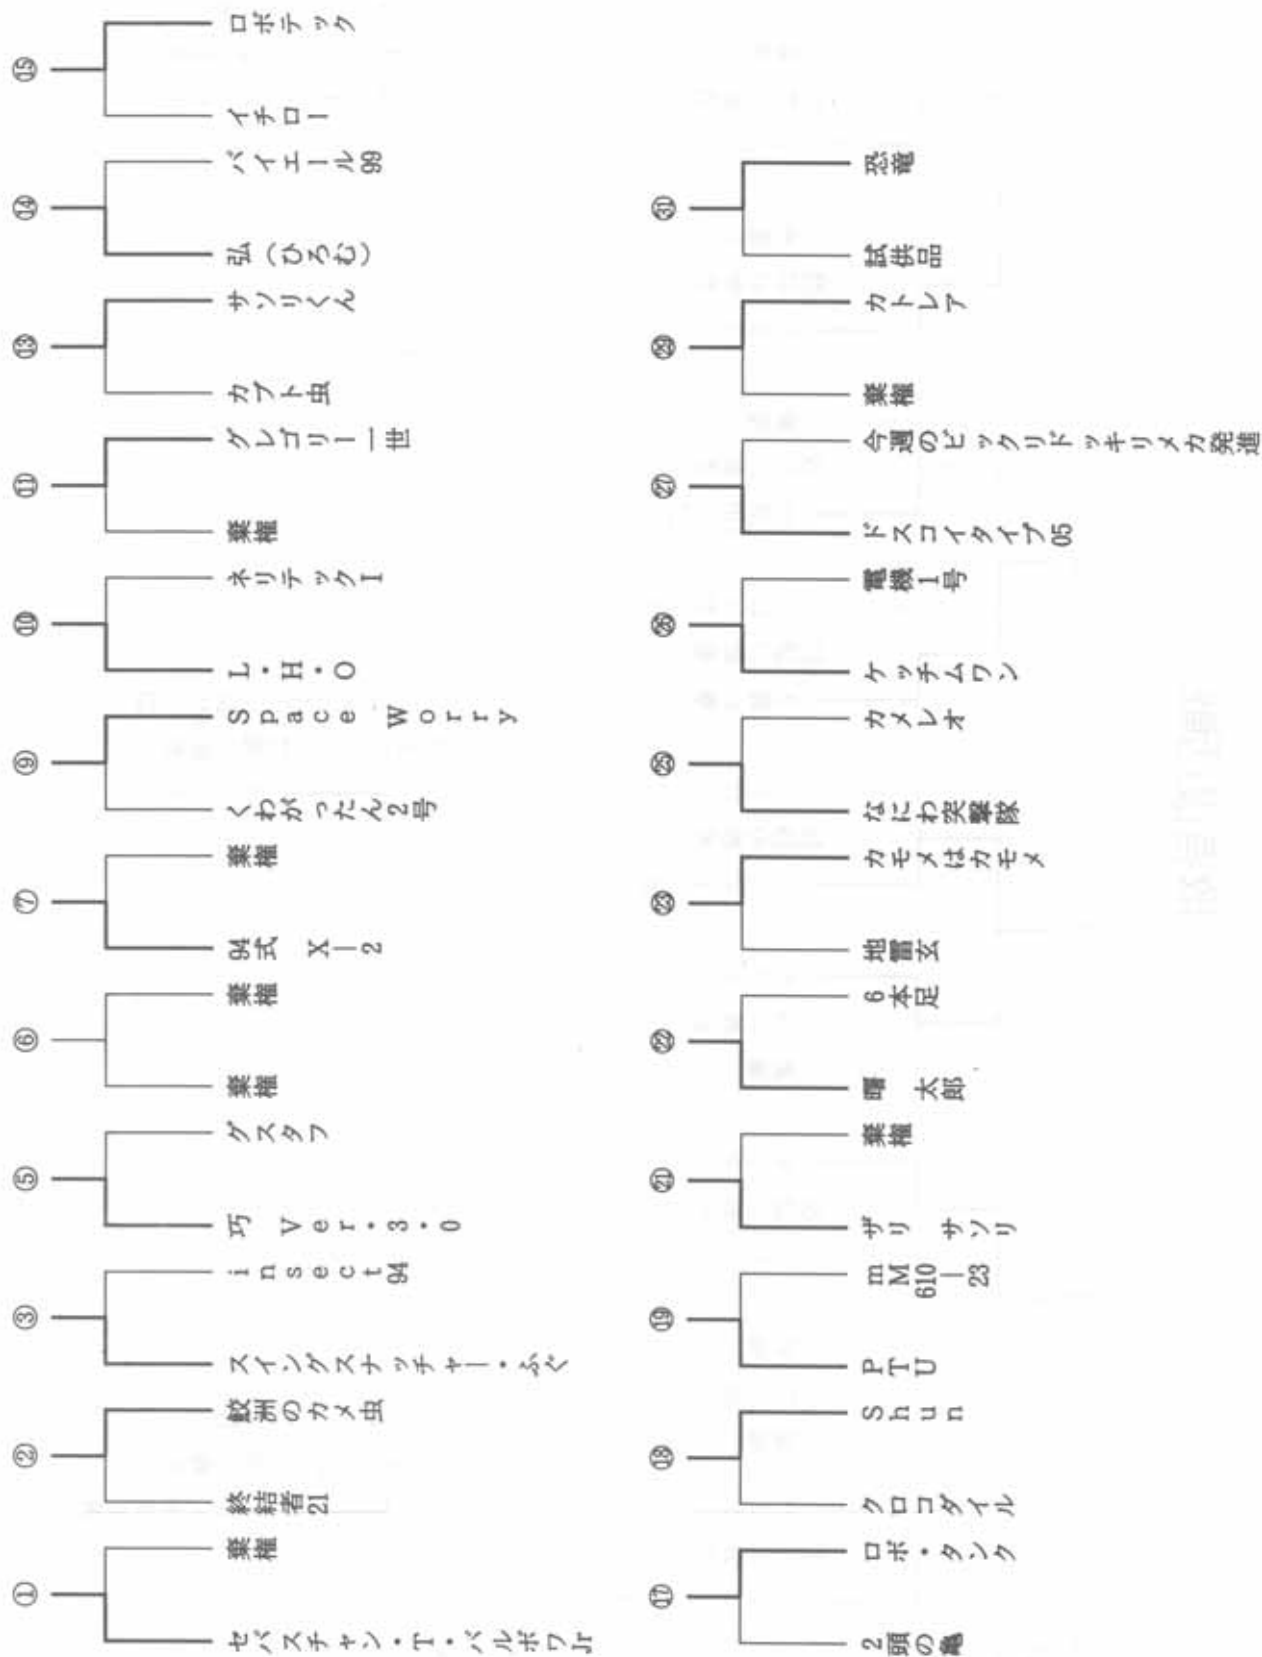 ①
セバスチャン・T・バルボワJr
棄権
②
終結者21
鮫洲のカメ虫
③
スイングスナッチャー・ふぐ
insect94
⑤
巧 Ver・3・0
グスタフ
⑥
棄権
棄権
⑦
94式 X―2
棄権
⑨
くわがったん2号
Space Worry
⑩
L・H・O
ネリテックI
⑪
棄権
グレゴリー一世
⑬
カブト虫
サソリくん
⑭
弘(ひろむ)
バイエール99
⑮
イチロー
ロボテック
⑰
2頭の亀
ロボ・タンク
⑱
クロコダイル
Shun
⑲
PTU
mM610―23
㉑
ザリ サソリ
棄権
㉒
曙 太郎
6本足
㉓
地雷玄
カモメはカモメ
㉕
なにわ突撃隊
カメレオ
㉖
ケッチムワン
電機1号
㉗
ドスコイタイプ05
今週のビックリドッキリメカ発進
㉙
棄権
カトレア
㉛
試供品
恐竜